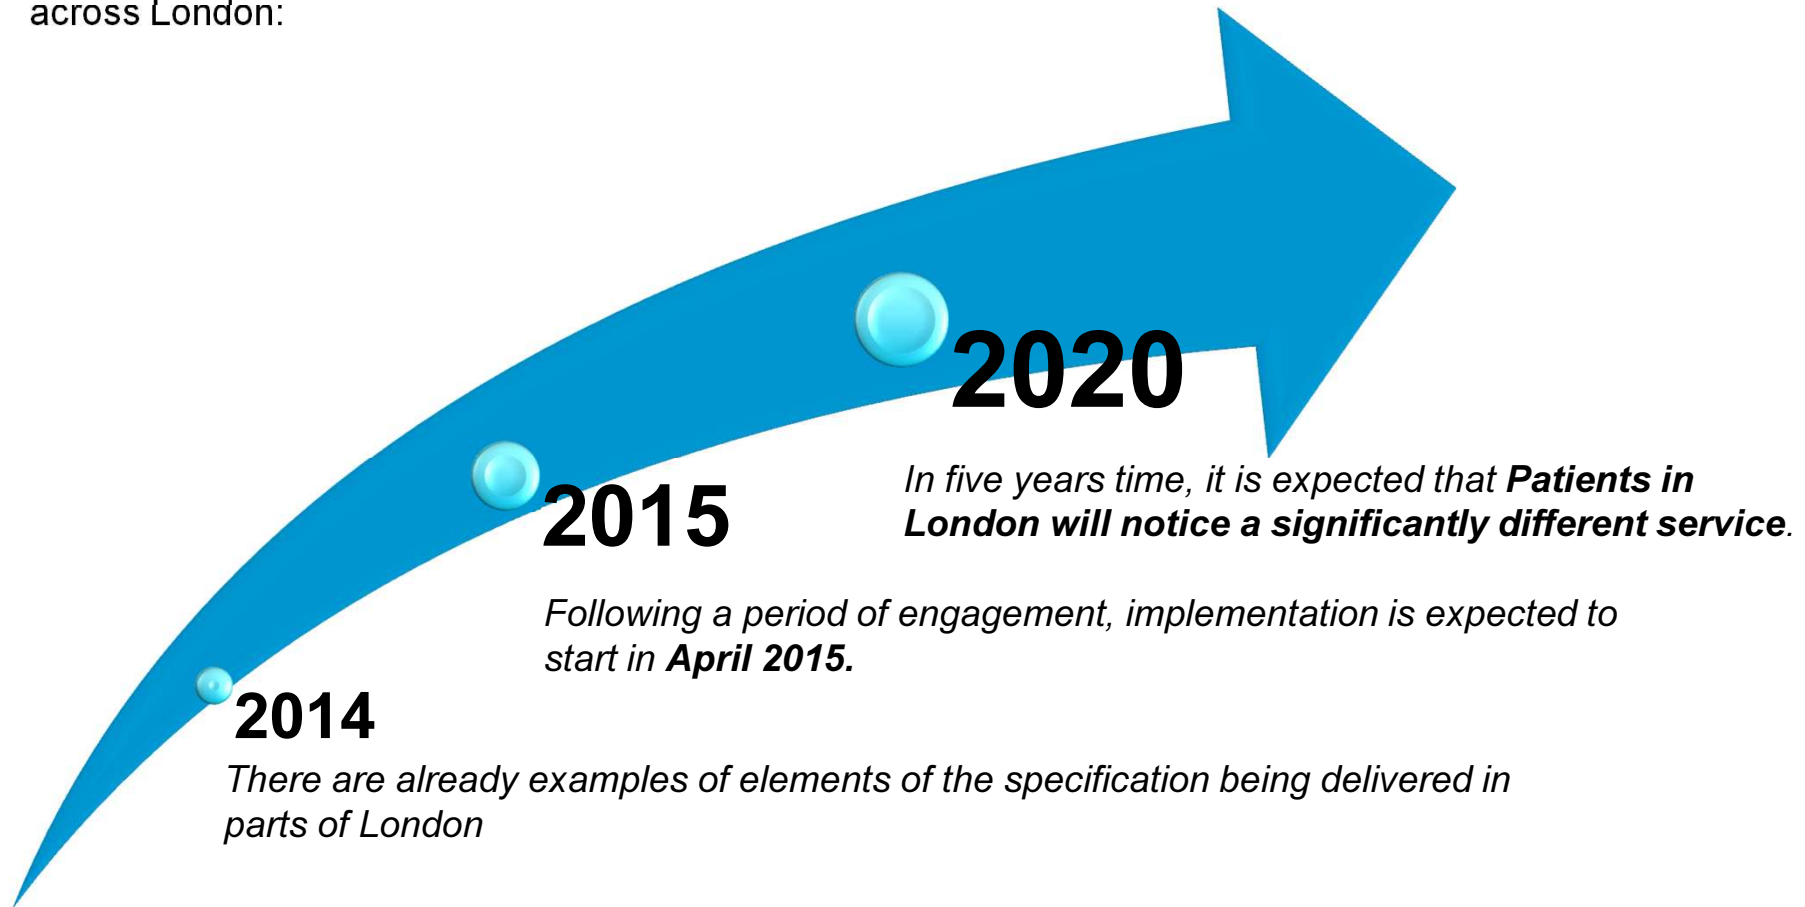 across London:
2020
In five years time, it is expected that Patients in
London will notice a significantly different service.
2015
Following a period of engagement, implementation is expected to
start in April 2015.
2014
There are already examples of elements of the specification being delivered in
parts of London